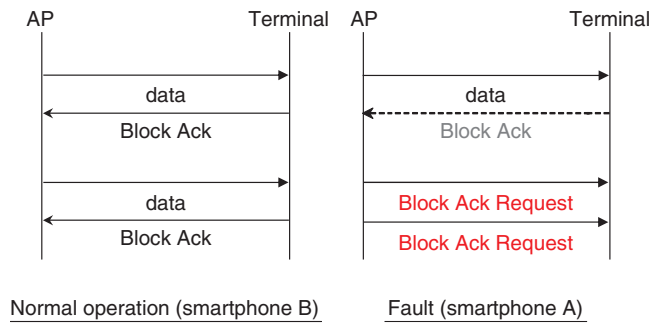 AP Terminal
data
Block Ack
data
Block Ack
Normal operation (smartphone B)
AP Terminal
data
Block Ack
Block Ack Request
Block Ack Request
Fault (smartphone A)